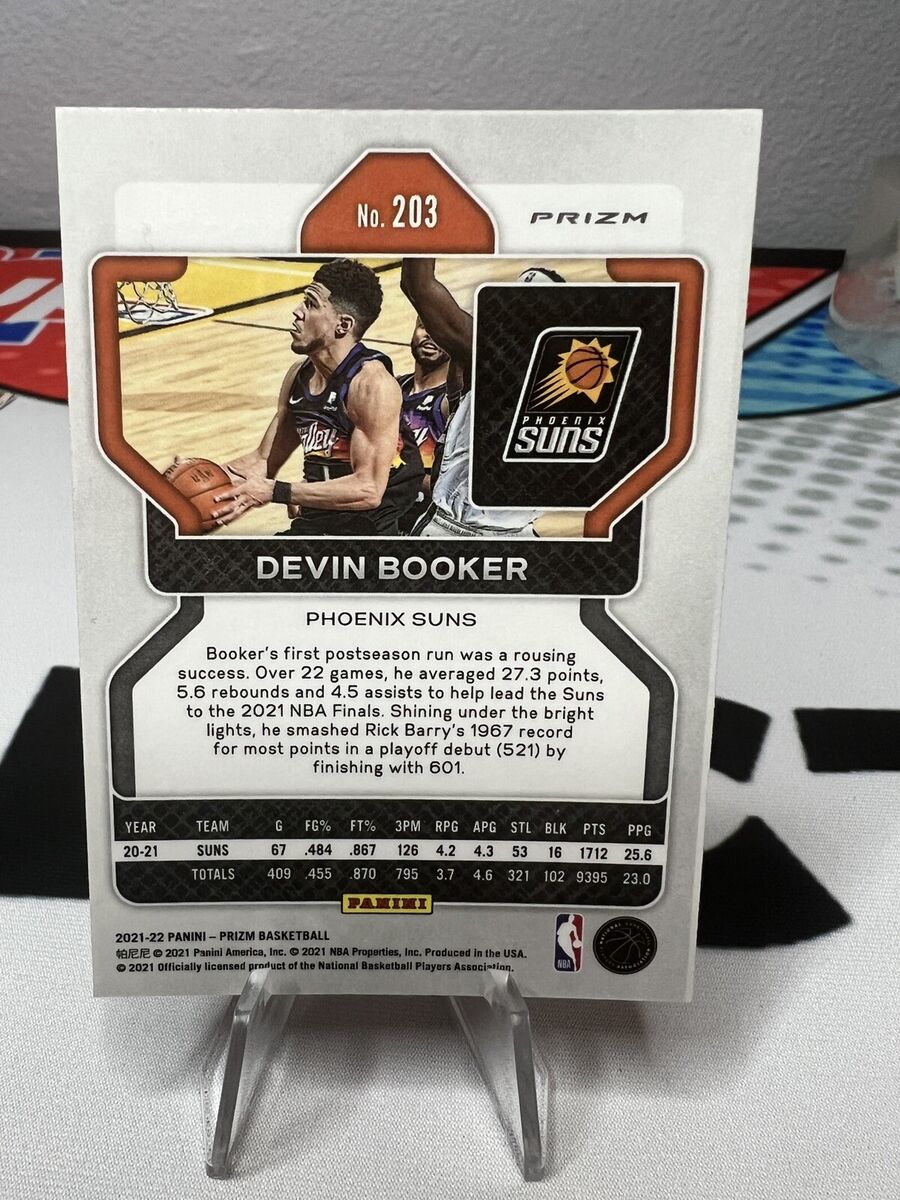 No. 203
PRIZM
PHOENIX
SUNS
Valley
DEVIN BOOKER
PHOENIX SUNS
Booker's first postseason run was a rousing
success. Over 22 games, he averaged 27.3 points,
5.6 rebounds and 4.5 assists to help lead the Suns
to the 2021 NBA Finals. Shining under the bright
lights, he smashed Rick Barry's 1967 record
for most points in a playoff debut (521) by
finishing with 601.
YEAR TEAM G FG% FT% 3PM RPG APG STL BLK PTS PPG
20-21 SUNS 67 .484 .867 126 4.2 4.3 53 16 1712 25.6
TOTALS 409 .455 .870 795 3.7 4.6 321 102 9395 23.0
PANINI
2021-22 PANINI – PRIZM BASKETBALL
帕尼尼 © 2021 Panini America, Inc. © 2021 NBA Properties, Inc. Produced in the USA.
© 2021 Officially licensed product of the National Basketball Players Association.
NBA